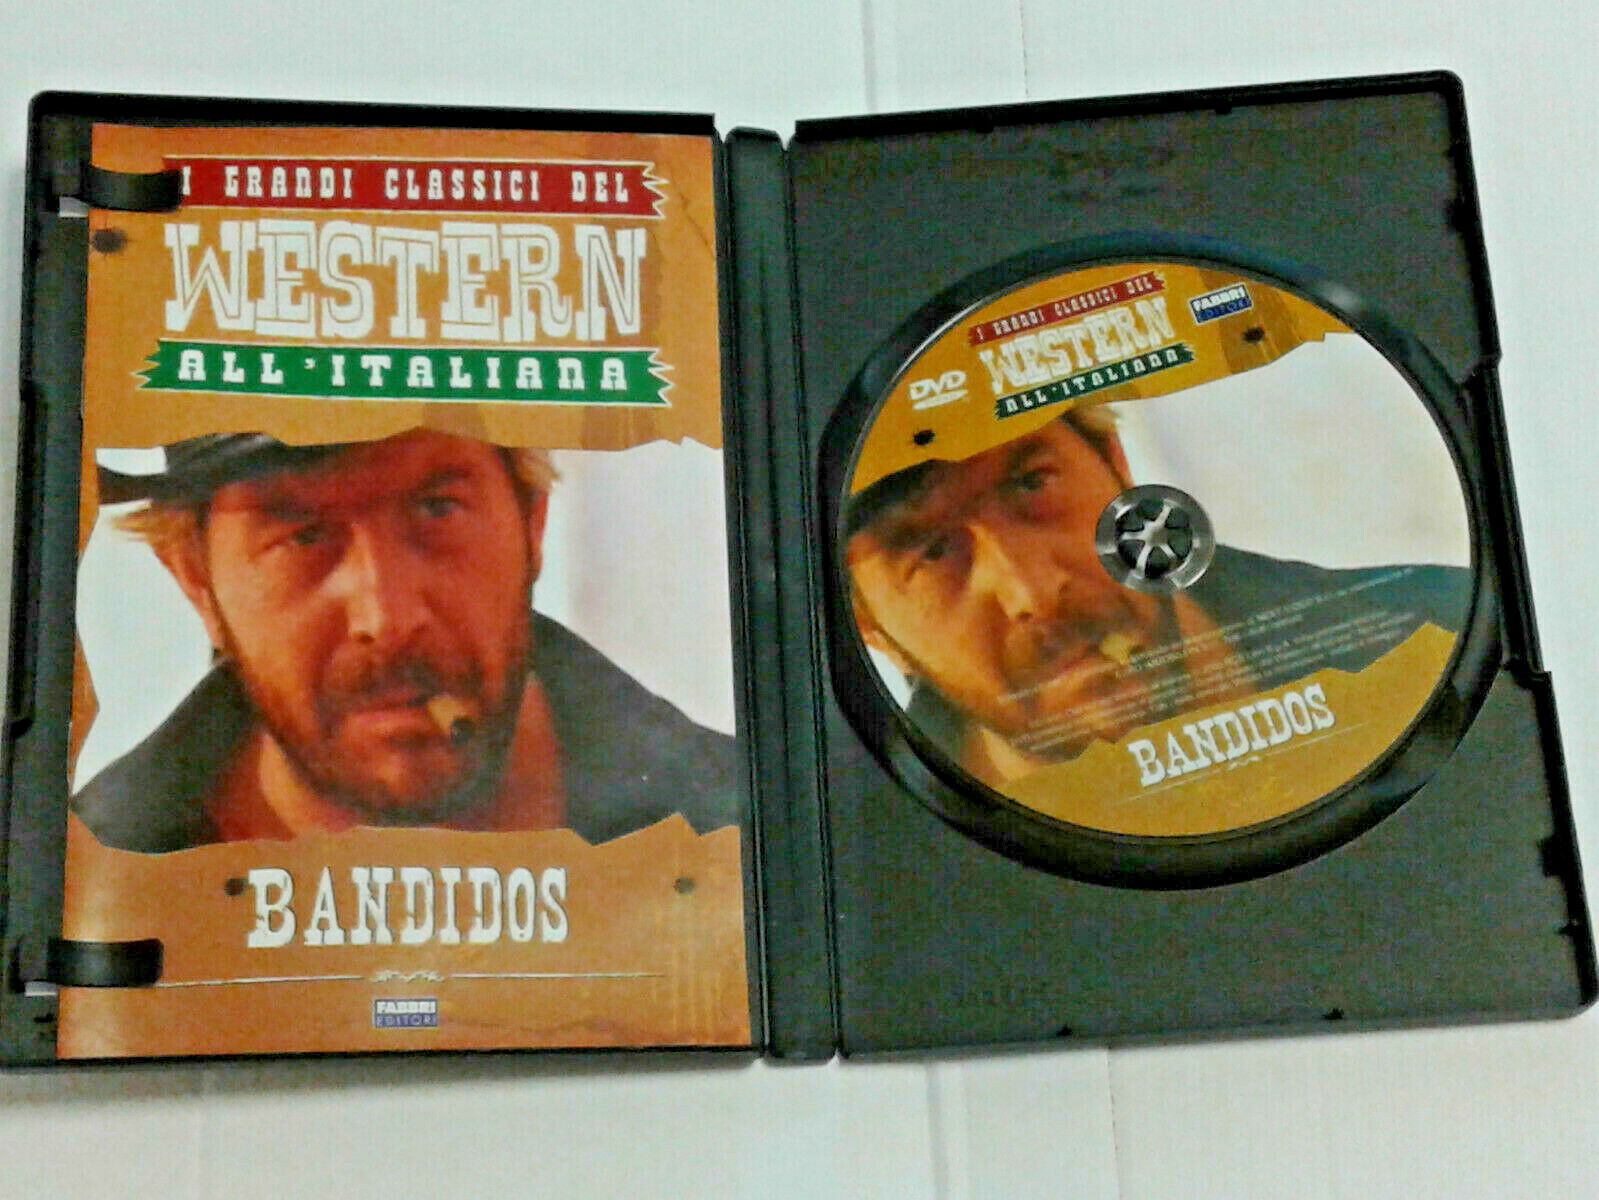 I GRANDI CLASSICI DEL
WESTERN
ALL'ITALIANA
BANDIDOS
FABBRI
EDITORI
I GRANDI CLASSICI DEL
WESTERN
ALL'ITALIANA
FABBRI
EDITORI
DVD
BANDIDOS